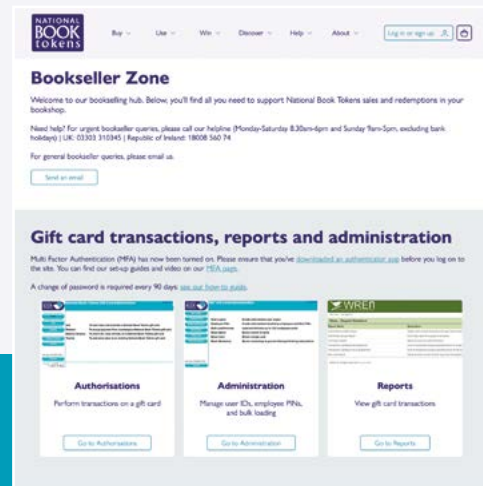 NATIONAL
BOOK
tokens
Buy
Use
Win
Discover
Help
About
Log in or sign up
Bookseller Zone
Welcome to our bookselling hub. Below, you'll find all you need to support National Book Tokens sales and redemptions in your
bookshop.
Need help? For urgent bookseller queries, please call our helpline (Monday-Saturday 8.30am-6pm and Sunday 9am-5pm, excluding bank
holidays) | UK: 03303 310345 | Republic of Ireland: 18008 560 74
For general bookseller queries, please email us.
Send an email
Gift card transactions, reports and administration
Multi Factor Authentication (MFA) has now been turned on. Please ensure that you've downloaded an authenticator app before you log on to
the site. You can find our set-up guides and video on our MFA page.
A change of password is required every 90 days: see our how-to guide.
WREN
Authorisations
Perform transactions on a gift card
Go to Authorisations
Administration
Manage user IDs, employee PINs,
and bulk loading
Go to Administration
Reports
View gift card transactions
Go to Reports